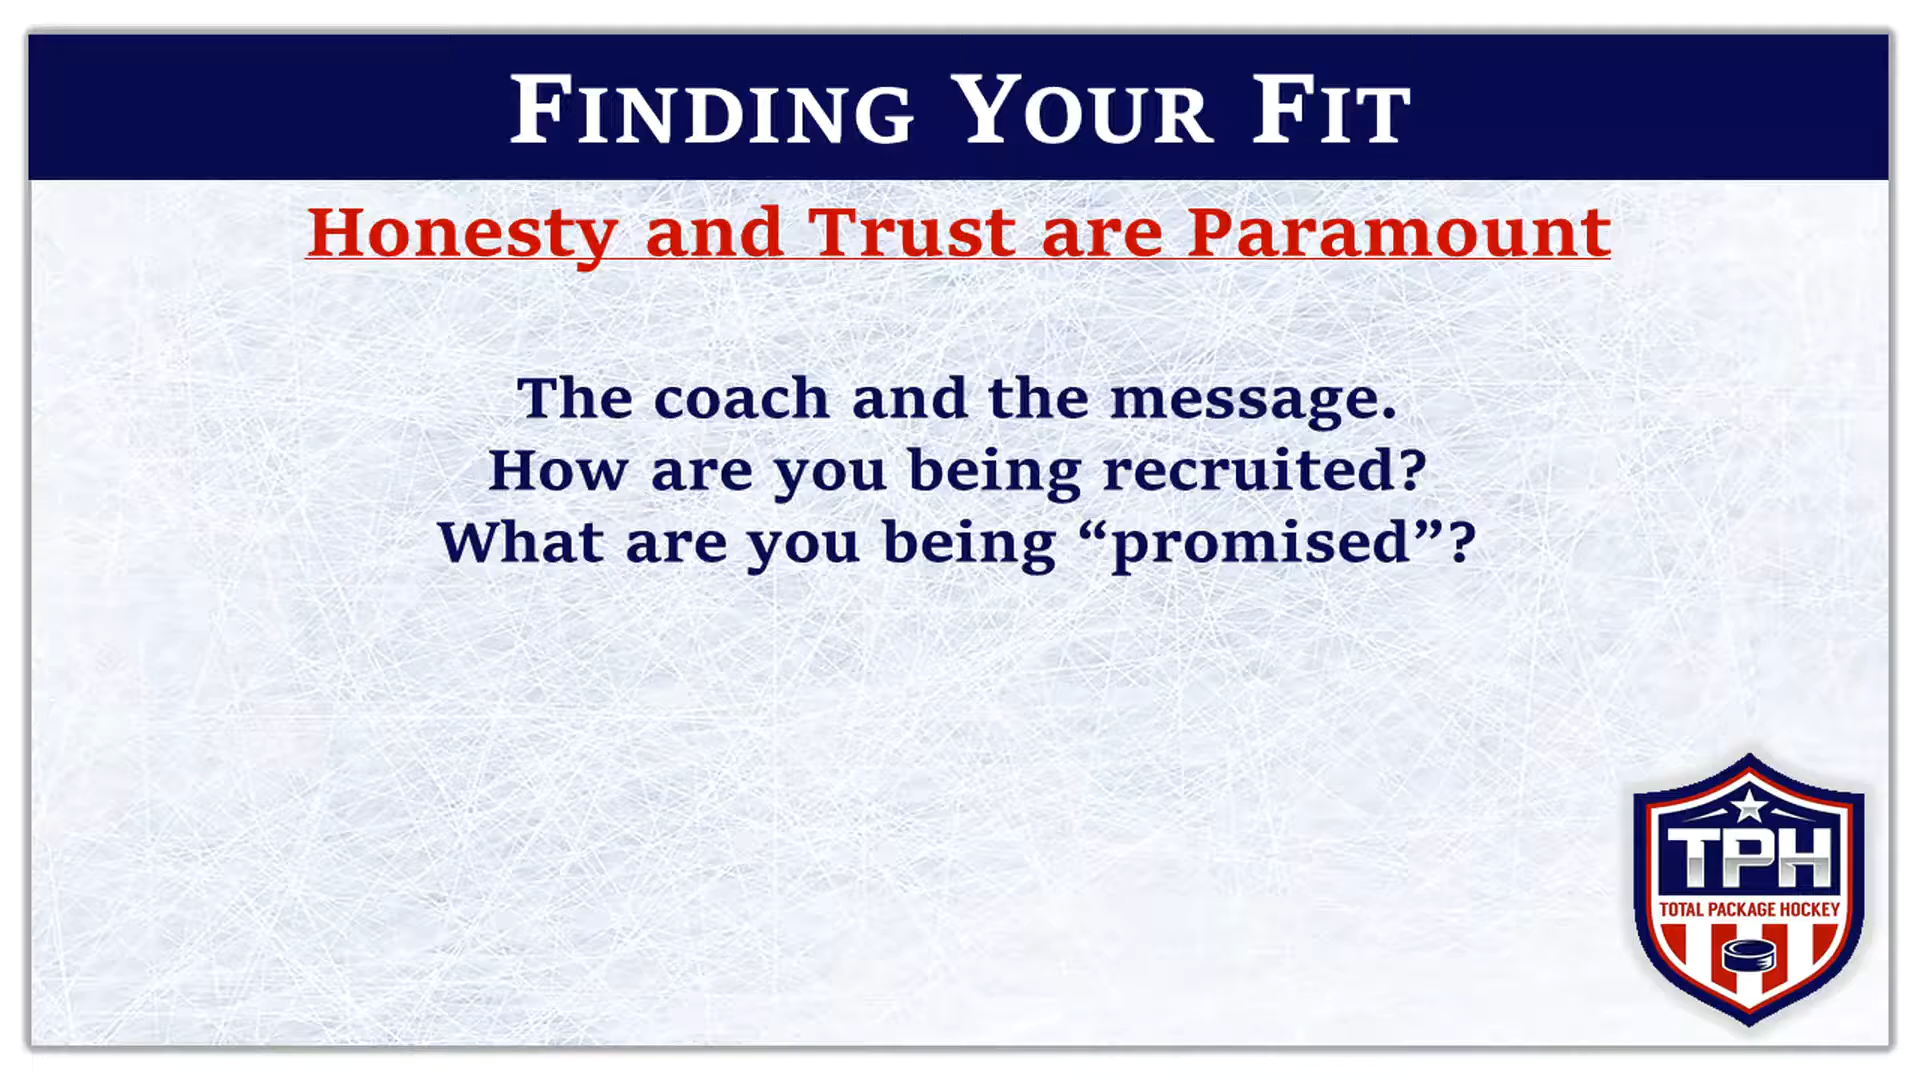 FINDING YOUR FIT
Honesty and Trust are Paramount
The coach and the message.
How are you being recruited?
What are you being “promised”?
TPH
TOTAL PACKAGE HOCKEY